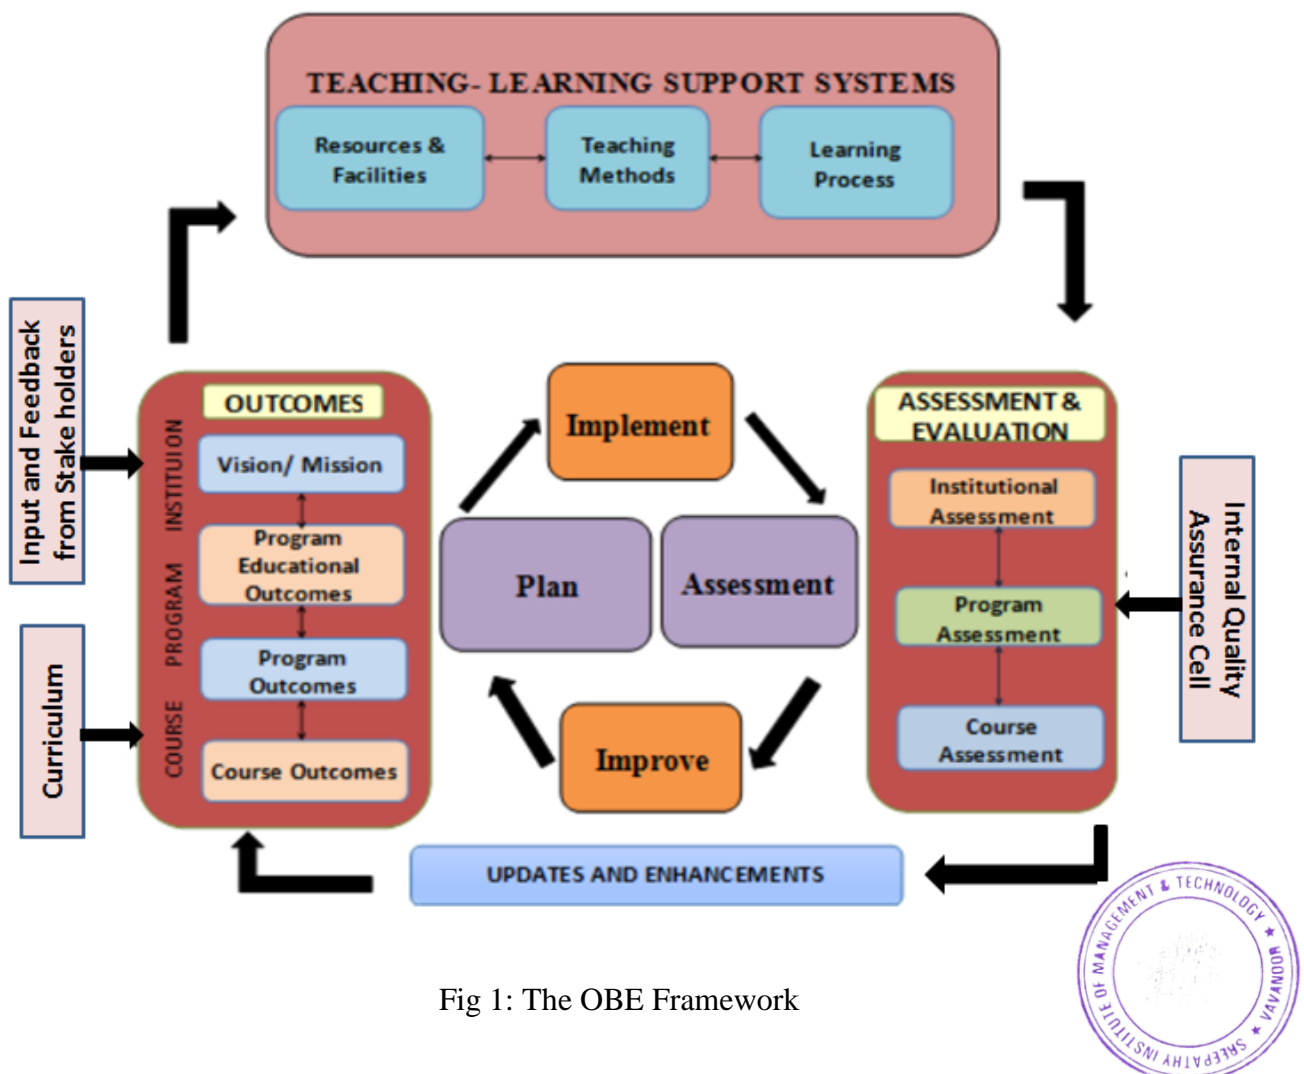 TEACHING- LEARNING SUPPORT SYSTEMS
Resources &
Facilities
Teaching
Methods
Learning
Process
Input and Feedback
from Stake holders
Curriculum
OUTCOMES
INSTITUION
PROGRAM
COURSE
Vision/ Mission
Program
Educational
Outcomes
Program
Outcomes
Course Outcomes
Implement
Plan
Assessment
Improve
ASSESSMENT &
EVALUATION
Institutional
Assessment
Program
Assessment
Course
Assessment
Internal Quality
Assurance Cell
UPDATES AND ENHANCEMENTS
Fig 1: The OBE Framework
SREEPATHY INSTITUTE OF MANAGEMENT & TECHNOLOGY ★ VAVANOOR ★